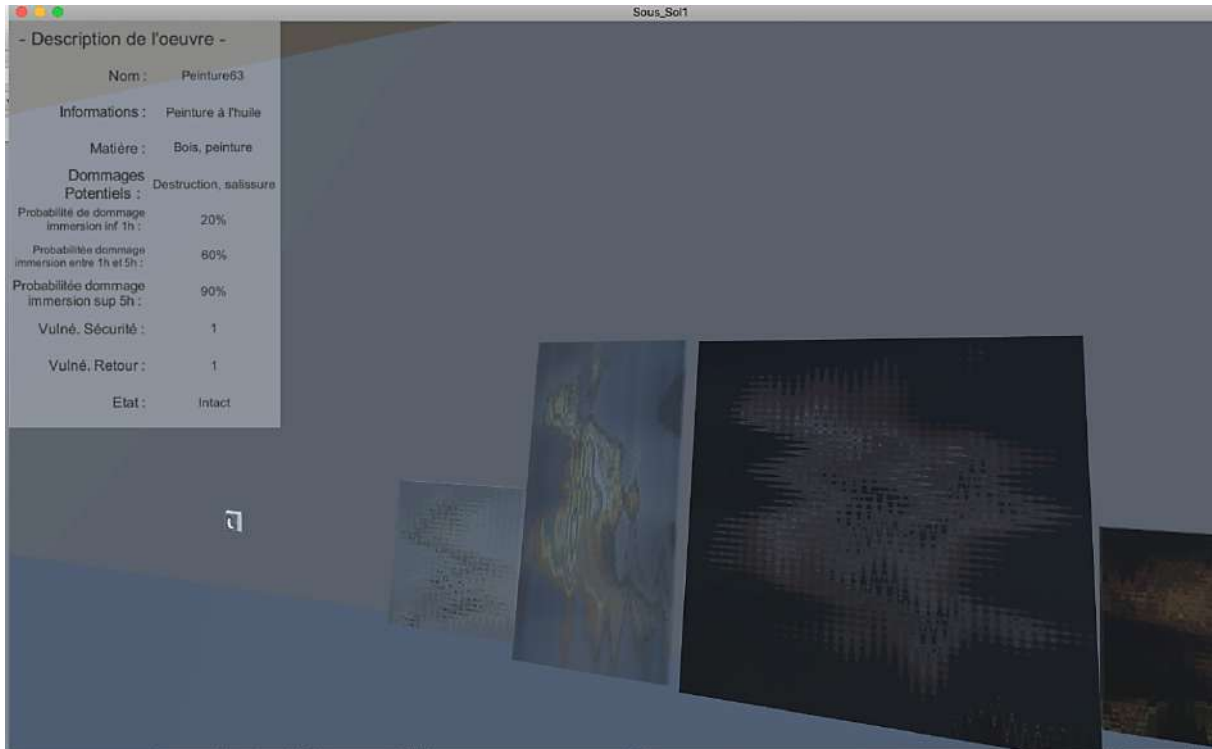 Sous_Sol1
- Description de l'oeuvre -
Nom : Peinture63
Informations : Peinture à l'huile
Matière : Bois, peinture
Dommages
Potentiels : Destruction, salissure
Probabilité de dommage
immersion inf 1h : 20%
Probabilitée dommage
immersion entre 1h et 5h : 60%
Probabilitée dommage
immersion sup 5h : 90%
Vulné. Sécurité : 1
Vulné. Retour : 1
Etat : Intact